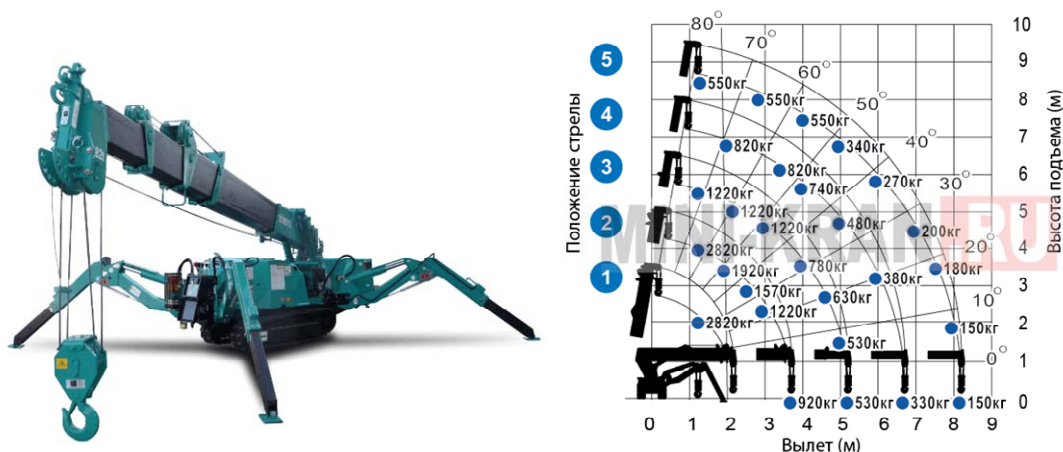 80°
70°
60°
50°
40°
30°
20°
10°
0°
Положение стрелы
5
4
3
2
1
550кг
550кг
550кг
820кг
340кг
820кг
740кг
270кг
1220кг
1220кг
1220кг
480кг
200кг
2820кг
1920кг
780кг
380кг
180кг
1570кг
630кг
1220кг
2820кг
150кг
530кг
920кг
530кг
330кг
150кг
10
9
8
7
6
5
4
3
2
1
0
Высота подъема (м)
0 1 2 3 4 5 6 7 8 9
Вылет (м)
MINI-KRAN.RU